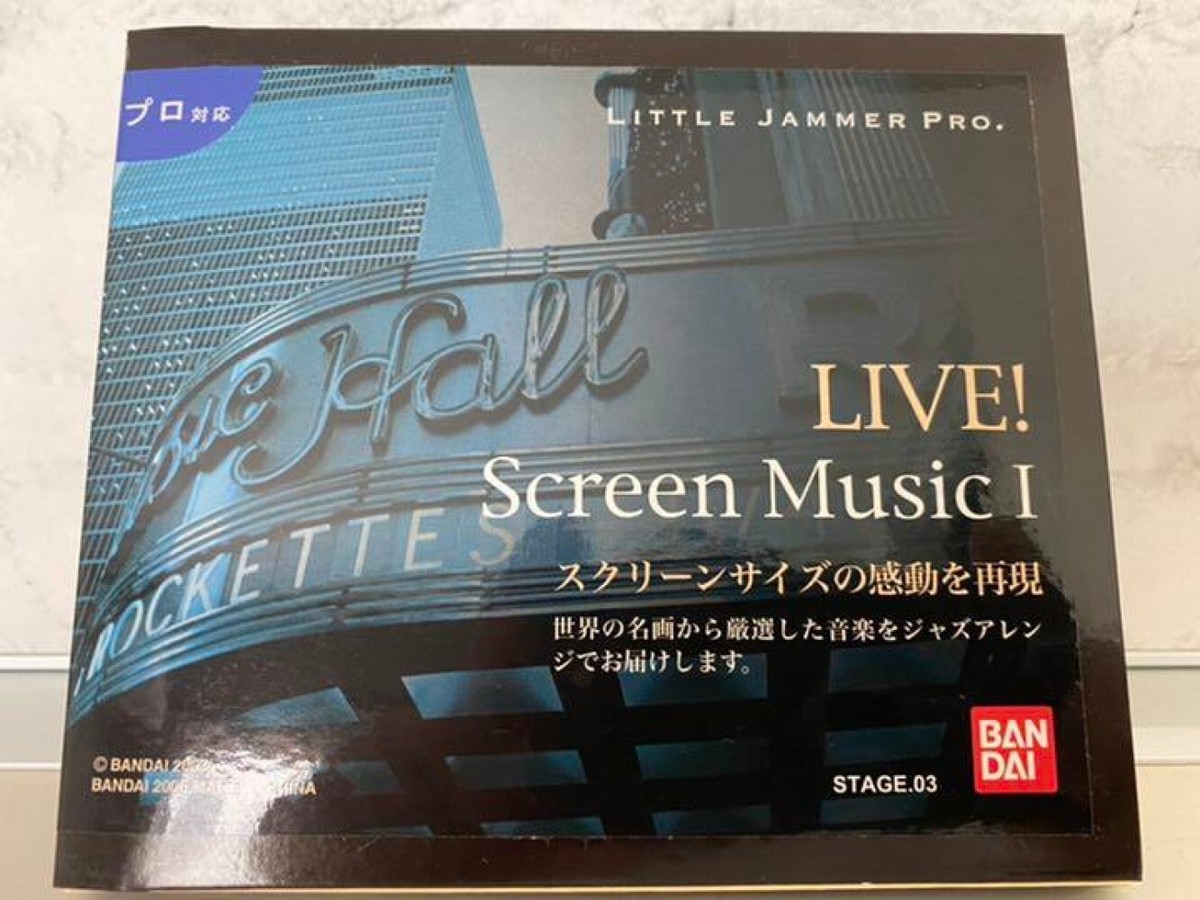 プロ対応
LITTLE JAMMER PRO.
Hall
ROCKETTES
LIVE!
Screen Music I
スクリーンサイズの感動を再現
世界の名画から厳選した音楽をジャズアレン
ジでお届けします。
© BANDAI
BANDAI
STAGE.03
BAN
DAI